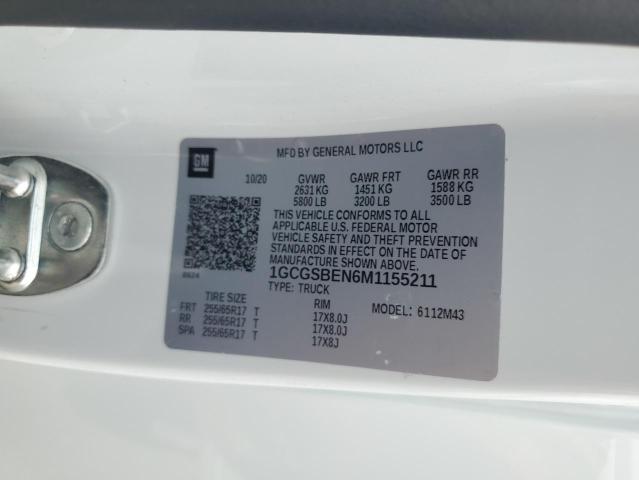 GM
MFD BY GENERAL MOTORS LLC
10/20 GVWR GAWR FRT GAWR RR
2631 KG 1451 KG 1588 KG
5800 LB 3200 LB 3500 LB
THIS VEHICLE CONFORMS TO ALL
APPLICABLE U.S. FEDERAL MOTOR
VEHICLE SAFETY AND THEFT PREVENTION
STANDARDS IN EFFECT ON THE DATE OF
MANUFACTURE SHOWN ABOVE.
8624 1GCGSBEN6M1155211
TYPE: TRUCK
TIRE SIZE RIM MODEL: 6112M43
FRT 255/65R17 T 17X8.0J
RR 255/65R17 T 17X8.0J
SPA 255/65R17 T 17X8J